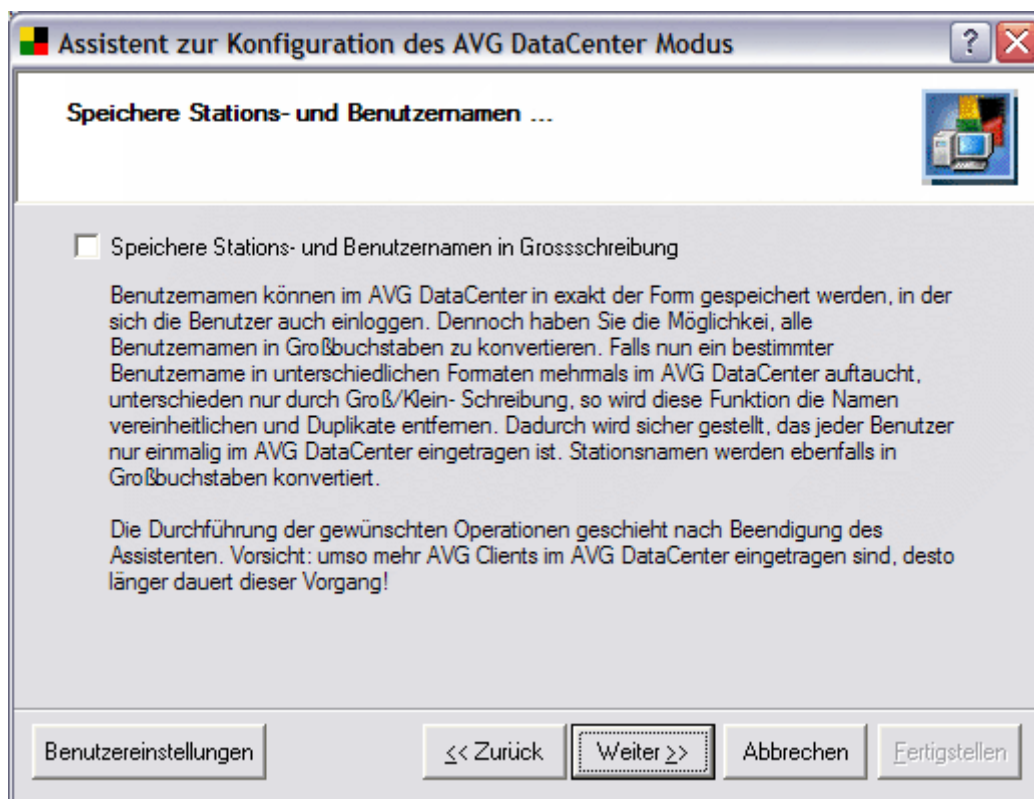 Assistent zur Konfiguration des AVG DataCenter Modus
Speichere Stations- und Benutzernamen ...
Speichere Stations- und Benutzernamen in Grossschreibung
Benutzernamen können im AVG DataCenter in exakt der Form gespeichert werden, in der
sich die Benutzer auch einloggen. Dennoch haben Sie die Möglichkei, alle
Benutzernamen in Großbuchstaben zu konvertieren. Falls nun ein bestimmter
Benutzername in unterschiedlichen Formaten mehrmals im AVG DataCenter auftaucht,
unterschieden nur durch Groß/Klein- Schreibung, so wird diese Funktion die Namen
vereinheitlichen und Duplikate entfernen. Dadurch wird sicher gestellt, das jeder Benutzer
nur einmalig im AVG DataCenter eingetragen ist. Stationsnamen werden ebenfalls in
Großbuchstaben konvertiert.
Die Durchführung der gewünschten Operationen geschieht nach Beendigung des
Assistenten. Vorsicht: umso mehr AVG Clients im AVG DataCenter eingetragen sind, desto
länger dauert dieser Vorgang!
Benutzereinstellungen
<< Zurück
Weiter >>
Abbrechen
Fertigstellen